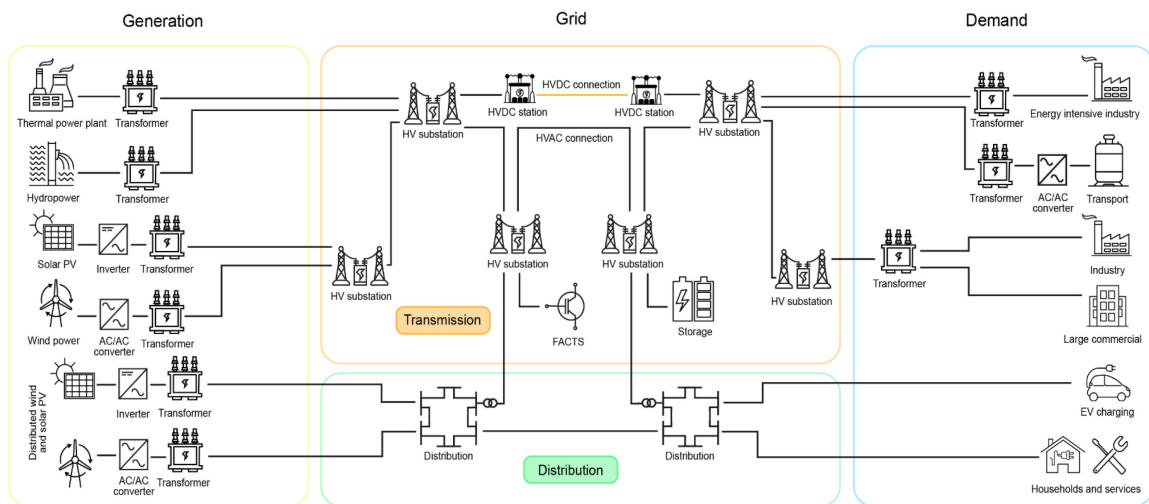 Generation
Grid
Demand
Thermal power plant
Transformer
Hydropower
Transformer
Solar PV
Inverter
Transformer
Wind power
AC/AC
converter
Transformer
Distributed wind
and solar PV
Inverter
Transformer
AC/AC
converter
Transformer
HV substation
HVDC station
HVDC connection
HVDC station
HV substation
HVAC connection
HV substation
HV substation
HV substation
HV substation
Transmission
FACTS
Storage
Distribution
Distribution
Distribution
Transformer
Energy intensive industry
Transformer
AC/AC
converter
Transport
Transformer
Industry
Large commercial
EV charging
Households and services